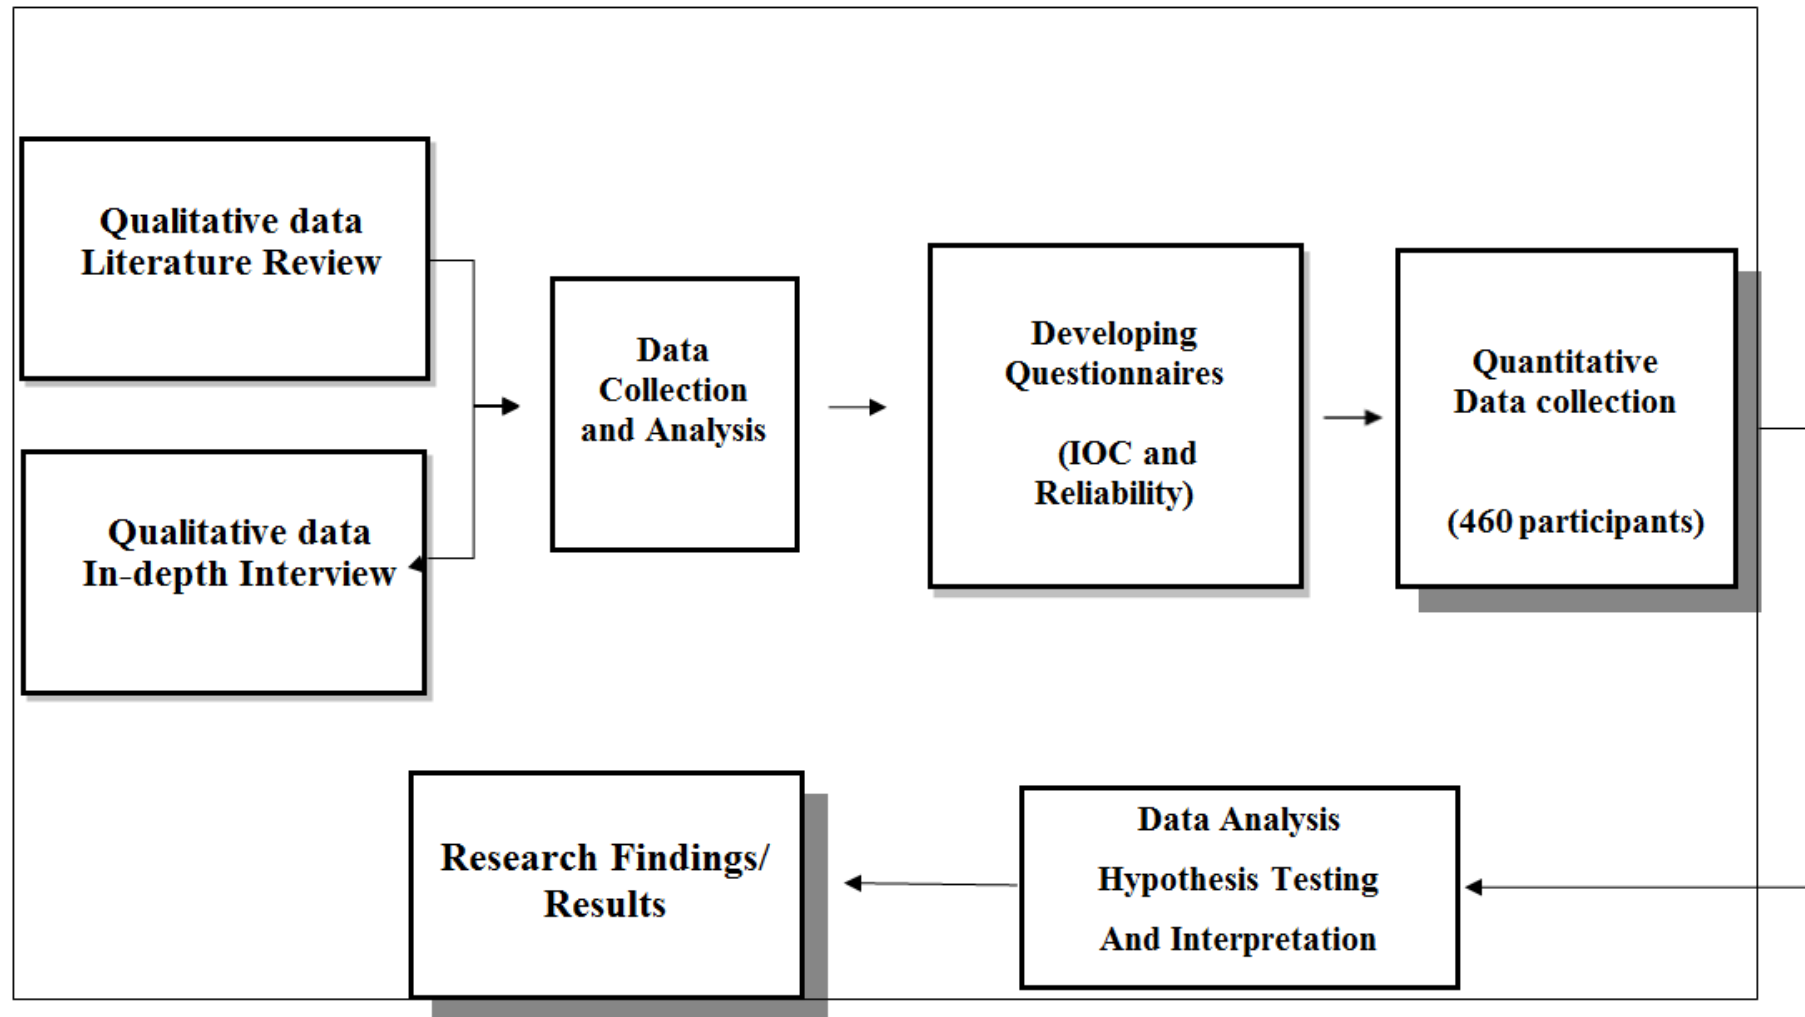 Qualitative data
Literature Review
Qualitative data
In-depth Interview
Data
Collection
and Analysis
Developing
Questionnaires
(IOC and
Reliability)
Quantitative
Data collection
(460 participants)
Data Analysis
Hypothesis Testing
And Interpretation
Research Findings/
Results